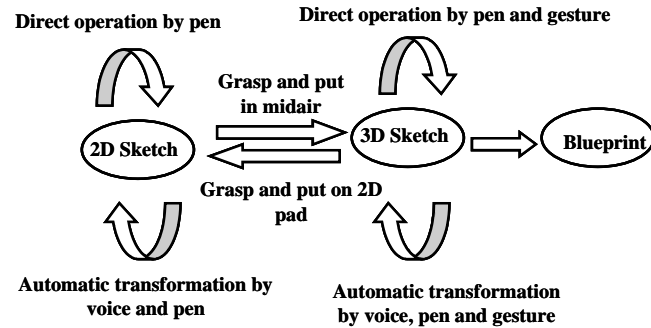 Direct operation by pen
Direct operation by pen and gesture
Grasp and put
in midair
2D Sketch
3D Sketch
Blueprint
Grasp and put on 2D
pad
Automatic transformation by
voice and pen
Automatic transformation
by voice, pen and gesture